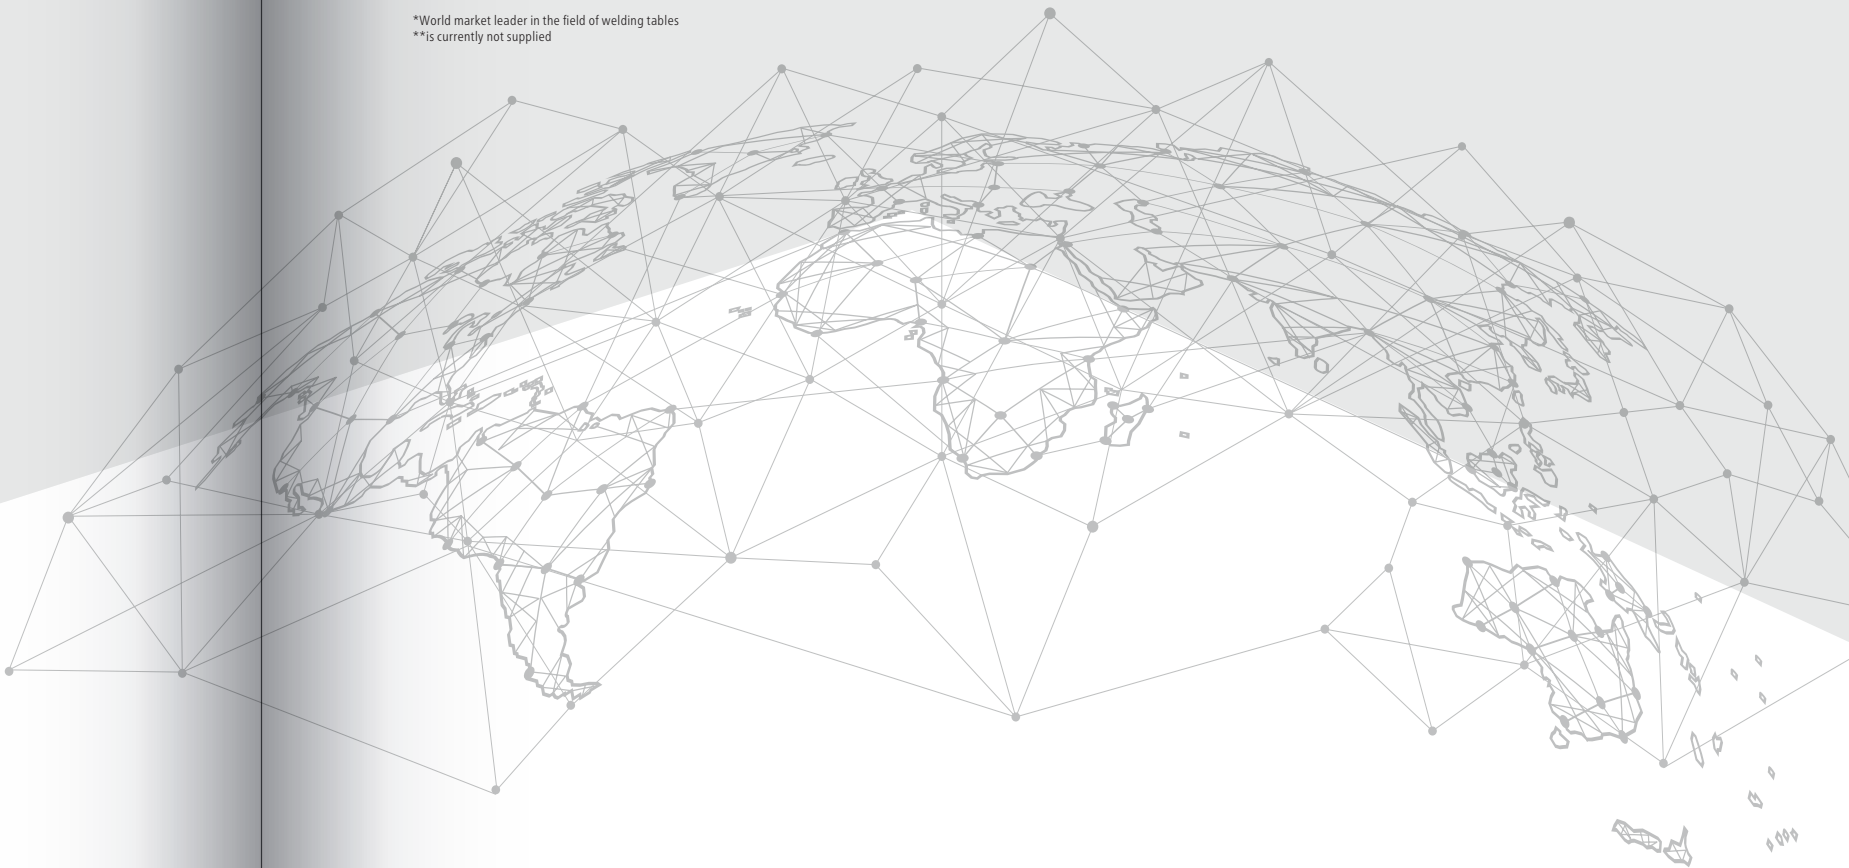 *World market leader in the field of welding tables
**is currently not supplied